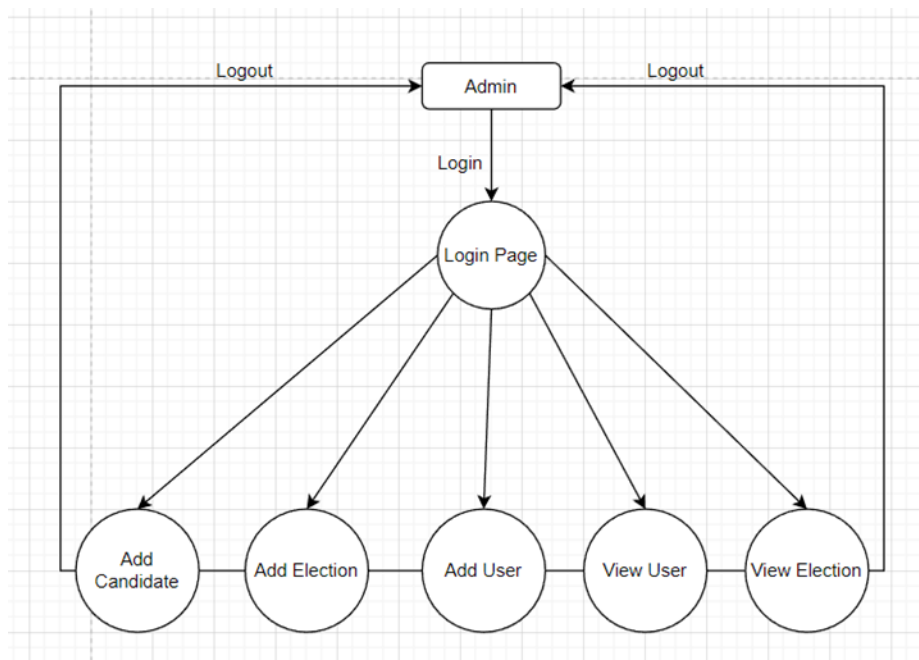 Logout
Logout
Admin
Login
Login Page
Add
Candidate
Add Election
Add User
View User
View Election